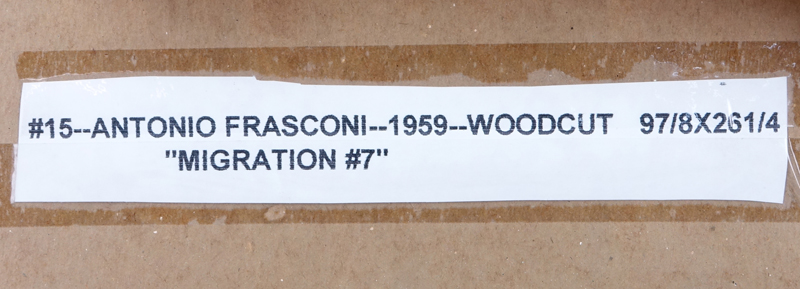 #15--ANTONIO FRASCONI--1959--WOODCUT 97/8X261/4
"MIGRATION #7"